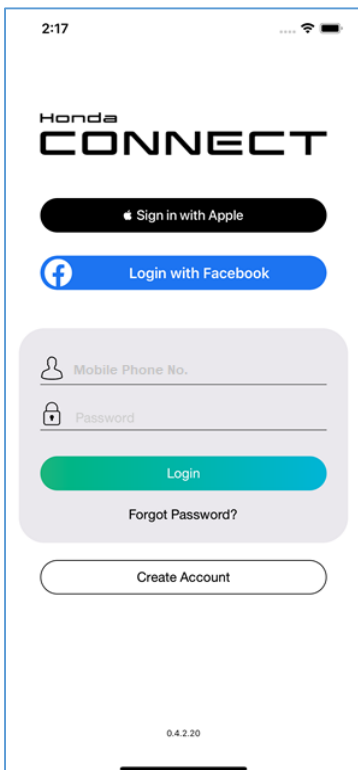 2:17
Honda
CONNECT
Sign in with Apple
Login with Facebook
Mobile Phone No.
Password
Login
Forgot Password?
Create Account
0.4.2.20